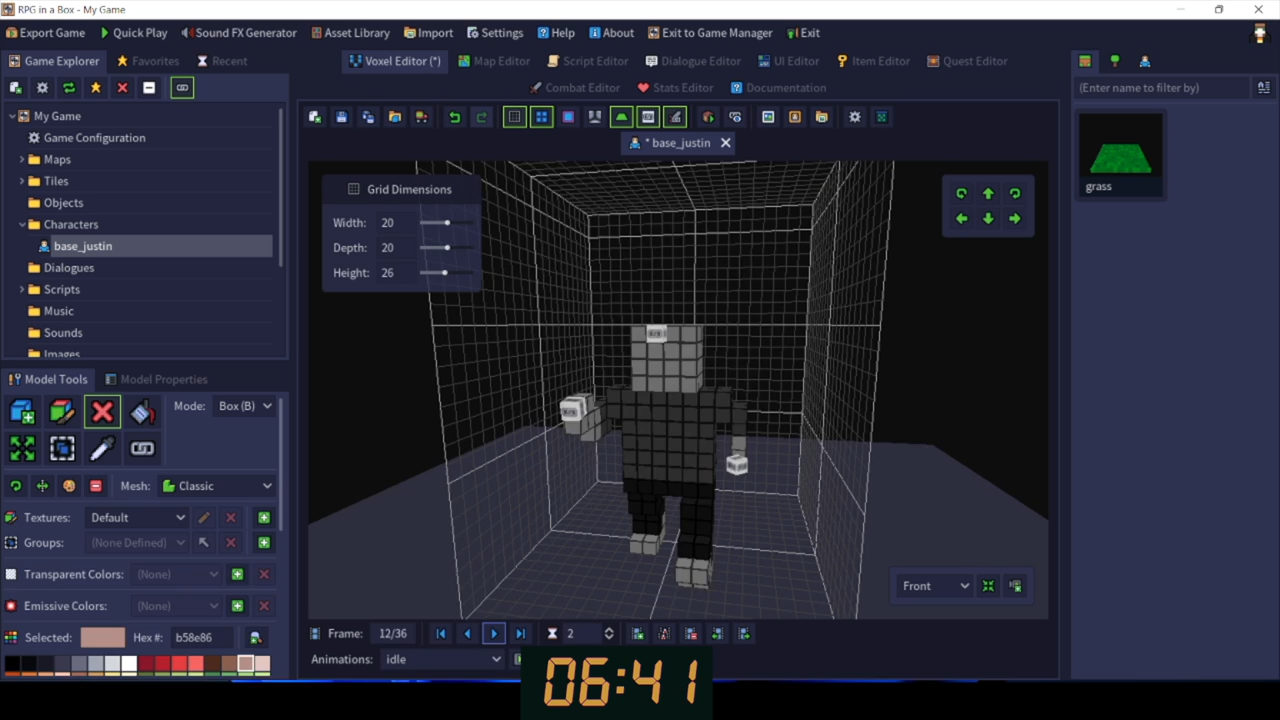 RPG in a Box - My Game
Export Game Quick Play Sound FX Generator Asset Library Import Settings Help About Exit to Game Manager Exit
Game Explorer Favorites Recent Voxel Editor (*) Map Editor Script Editor Dialogue Editor UI Editor Item Editor Quest Editor
Combat Editor Stats Editor Documentation
(Enter name to filter by)
My Game
Game Configuration
Maps
Tiles
Objects
Characters
base_justin
Dialogues
Scripts
Music
Sounds
Images
* base_justin
Grid Dimensions
Width: 20
Depth: 20
Height: 26
grass
Model Tools Model Properties
Mode: Box (B)
Mesh: Classic
Textures: Default
Groups: (None Defined)
Transparent Colors: (None)
Emissive Colors: (None)
Selected: Hex #: b58e86
Front
Frame: 12/36 2
Animations: idle
06:41